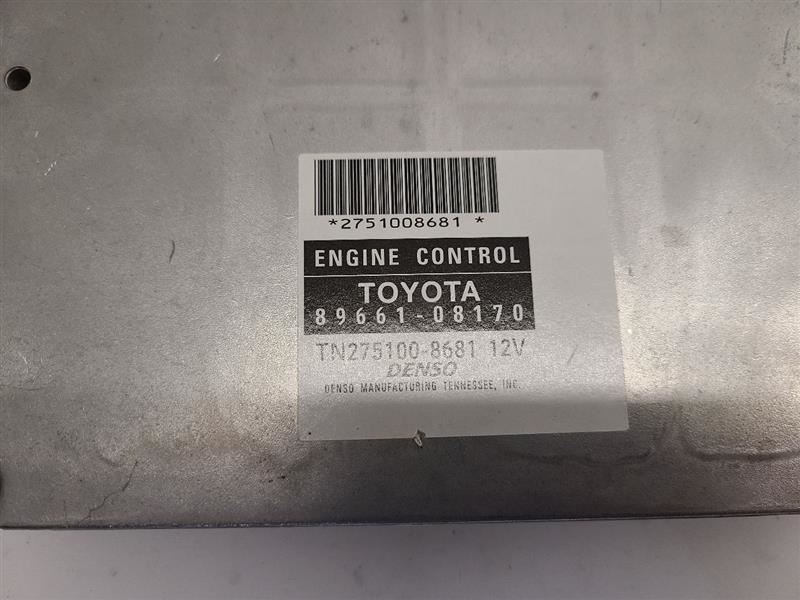 *2751008681 *
ENGINE CONTROL
TOYOTA
89661-08170
TN275100-8681 12V
DENSO
DENSO MANUFACTURING TENNESSEE, INC.